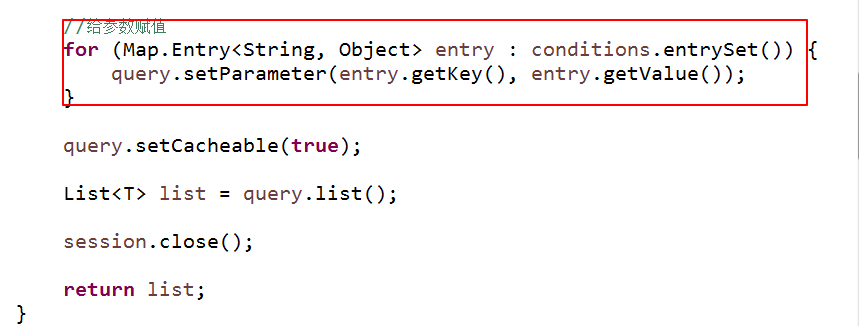 //给参数赋值
for (Map.Entry<String, Object> entry : conditions.entrySet()) {
query.setParameter(entry.getKey(), entry.getValue());
}
query.setCacheable(true);
List<T> list = query.list();
session.close();
return list;
}